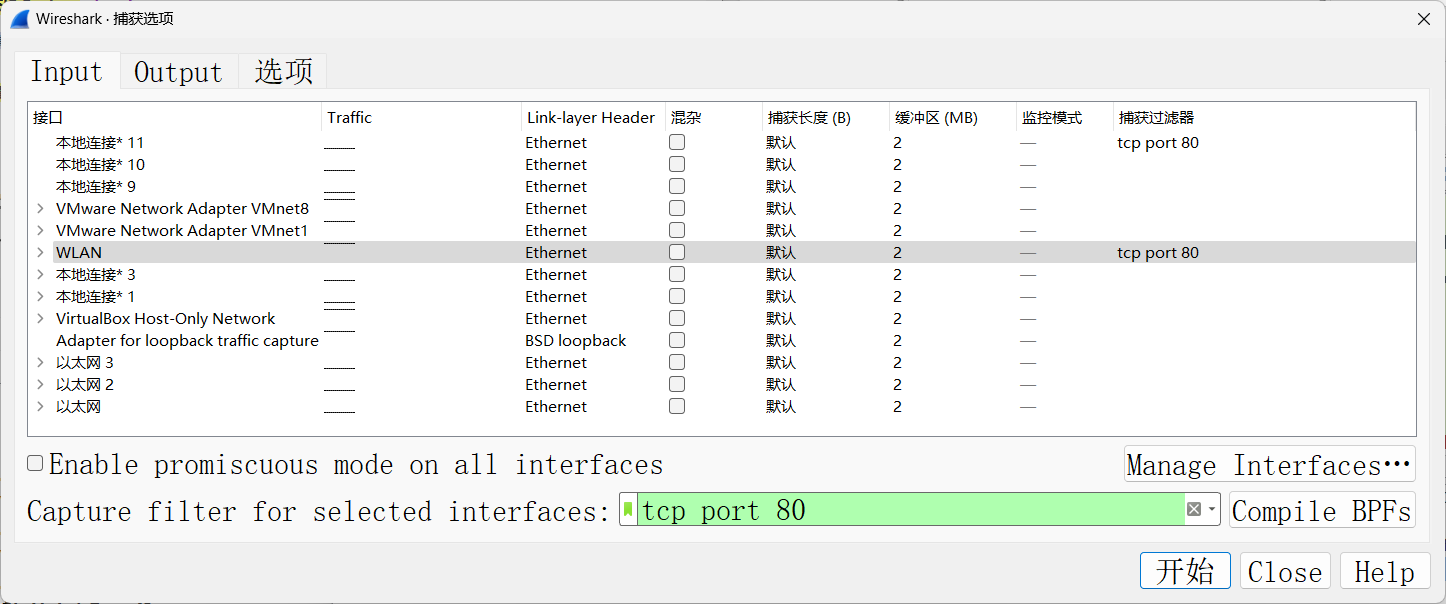 Wireshark · 捕获选项
Input Output 选项
接口 Traffic Link-layer Header 混杂 捕获长度 (B) 缓冲区 (MB) 监控模式 捕获过滤器
本地连接* 11 Ethernet 默认 2 — tcp port 80
本地连接* 10 Ethernet 默认 2 —
本地连接* 9 Ethernet 默认 2 —
VMware Network Adapter VMnet8 Ethernet 默认 2 —
VMware Network Adapter VMnet1 Ethernet 默认 2 —
WLAN Ethernet 默认 2 — tcp port 80
本地连接* 3 Ethernet 默认 2 —
本地连接* 1 Ethernet 默认 2 —
VirtualBox Host-Only Network Ethernet 默认 2 —
Adapter for loopback traffic capture BSD loopback 默认 2 —
以太网 3 Ethernet 默认 2 —
以太网 2 Ethernet 默认 2 —
以太网 Ethernet 默认 2 —
Enable promiscuous mode on all interfaces Manage Interfaces…
Capture filter for selected interfaces: tcp port 80 Compile BPFs
开始 Close Help